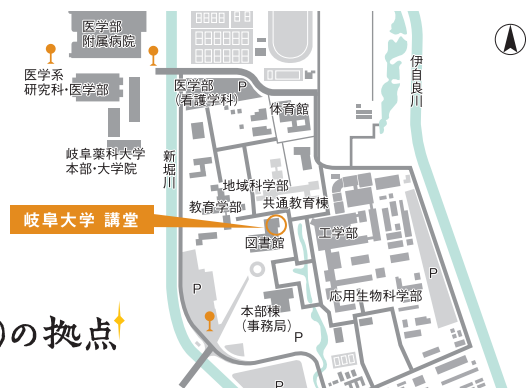 医学部
附属病院
医学系
研究科・医学部
医学部
(看護学科)
P
体育館
伊自良川
岐阜薬科大学
本部・大学院
新堀川
地域科学部
教育学部
共通教育棟
岐阜大学 講堂
図書館
工学部
P
P
応用生物科学部
本部棟
(事務局)
P
)の拠点
P